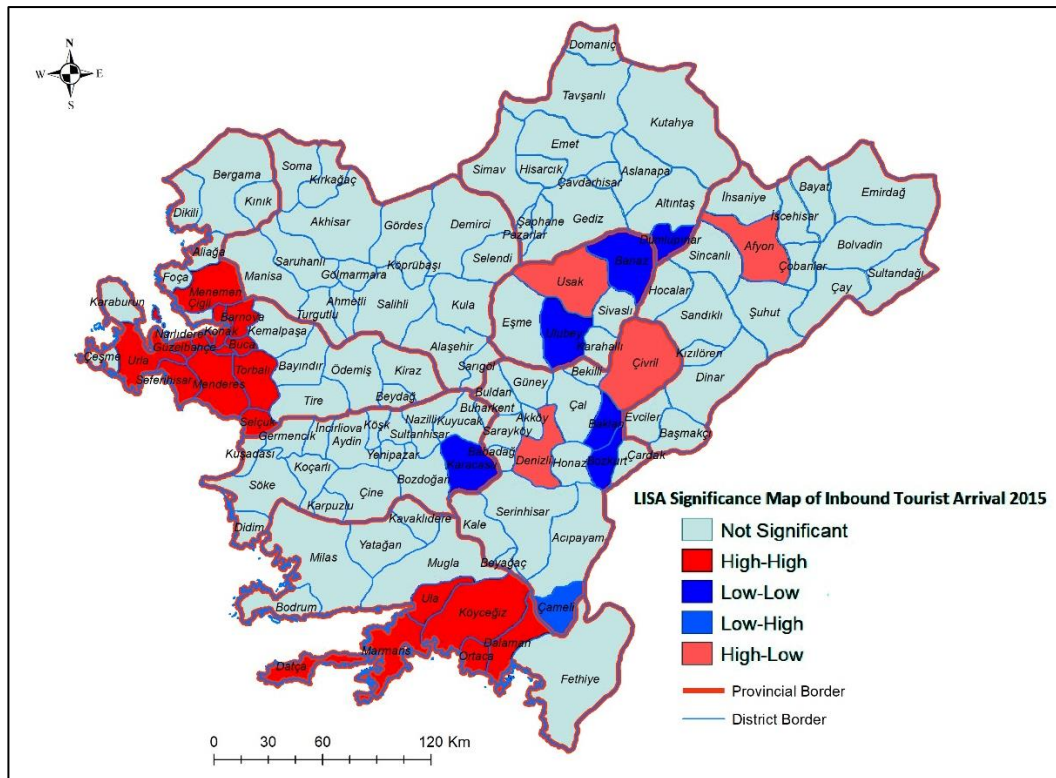 N
W E
S
Domaniç
Tavşanlı
Kutahya
Emet
Simav
Hisarcık
Çavdarhisar
Aslanapa
Şaphane
Pazarlar
Gediz
Altıntaş
Dumlupınar
Bergama
Soma
Kırkağaç
Kınık
Dikili
Akhisar
Gördes
Demirci
Aliağa
Saruhanlı
Gölmarmara
Köprübaşı
Selendi
Foça
Menemen
Manisa
Çigli
Karaburun
Ahmetli
Turgutlu
Salihli
Kula
Barnova
Narlıdere
Konak
Kemalpaşa
Güzelbahçe
Buca
Çeşme
Urla
Seferihisar
Menderes
Torbalı
Bayındır
Ödemiş
Kiraz
Alaşehir
Sarıgöl
Tire
Beydağ
Selçuk
İhsaniye
Bayat
Emirdağ
İscehisar
Afyon
Bolvadin
Sincanlı
Çobanlar
Sultandağı
Çay
Hocalar
Sandıklı
Şuhut
Kızılören
Dinar
Evciler
Başmakçı
Usak
Banaz
Eşme
Ulubey
Sivaslı
Karahallı
Çivril
Bekilli
Güney
Buldan
Çal
Akköy
Sarayköy
Baklan
Babadağ
Denizli
Honaz
Bozkurt
Çardak
Serinhisar
Kale
Acıpayam
Beyağaç
Çameli
Germencik
İncirliova
Aydin
Köşk
Nazilli
Sultanhisar
Kuyucak
Buharkent
Kuşadası
Yenipazar
Koçarlı
Söke
Karpuzlu
Çine
Bozdoğan
Karacasu
Didim
Kavaklıdere
Yatağan
Milas
Mugla
Bodrum
Ula
Köyceğiz
Dalaman
Marmaris
Ortaca
Datça
Fethiye
LISA Significance Map of Inbound Tourist Arrival 2015
Not Significant
High-High
Low-Low
Low-High
High-Low
Provincial Border
District Border
0 30 60 120 Km